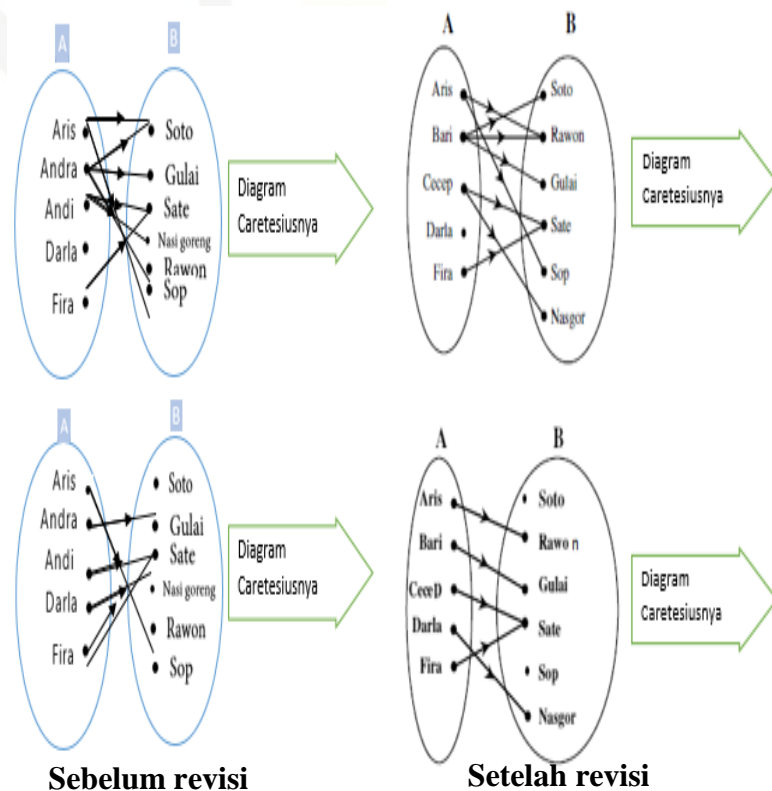 A
B
Aris
Andra
Andi
Darla
Fira
Soto
Gulai
Sate
Nasi goreng
Rawon
Sop
Diagram
Caretesiusnya
A
B
Aris
Bari
Cecep
Darla
Fira
Soto
Rawon
Gulai
Sate
Sop
Nasgor
Diagram
Caretesiusnya
A
B
Aris
Andra
Andi
Darla
Fira
Soto
Gulai
Sate
Nasi goreng
Rawon
Sop
Diagram
Caretesiusnya
A
B
Aris
Bari
CeceD
Darla
Fira
Soto
Rawo n
Gulai
Sate
Sop
Nasgor
Diagram
Caretesiusnya
Sebelum revisi
Setelah revisi